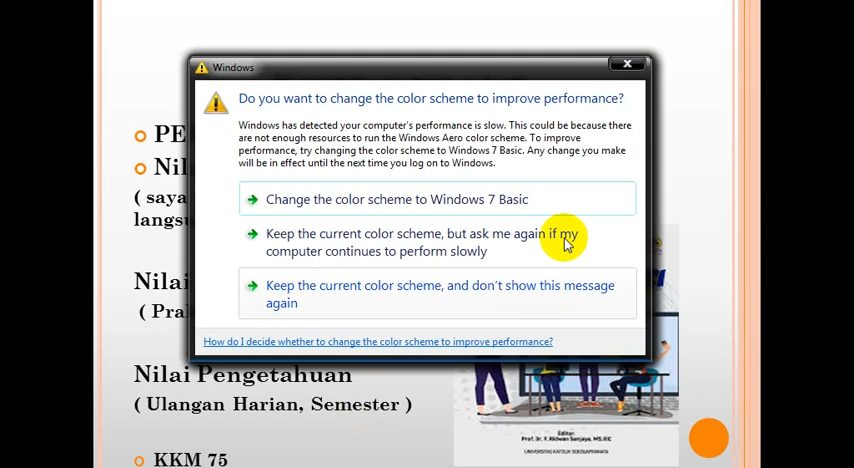 Windows
Do you want to change the color scheme to improve performance?
Windows has detected your computer's performance is slow. This could be because there
are not enough resources to run the Windows Aero color scheme. To improve
performance, try changing the color scheme to Windows 7 Basic. Any change you make
will be in effect until the next time you log on to Windows.
Change the color scheme to Windows 7 Basic
Keep the current color scheme, but ask me again if my
computer continues to perform slowly
Keep the current color scheme, and don't show this message
again
How do I decide whether to change the color scheme to improve performance?
PE
Nil
( saya
langsu
Nilai
( Pra
Nilai Pengetahuan
( Ulangan Harian, Semester )
KKM 75
Editor:
Prof. Dr. F. Ridwan Sanjaya, MS.IEC
UNIVERSITAS KATOLIK SOEGIJAPRANATA